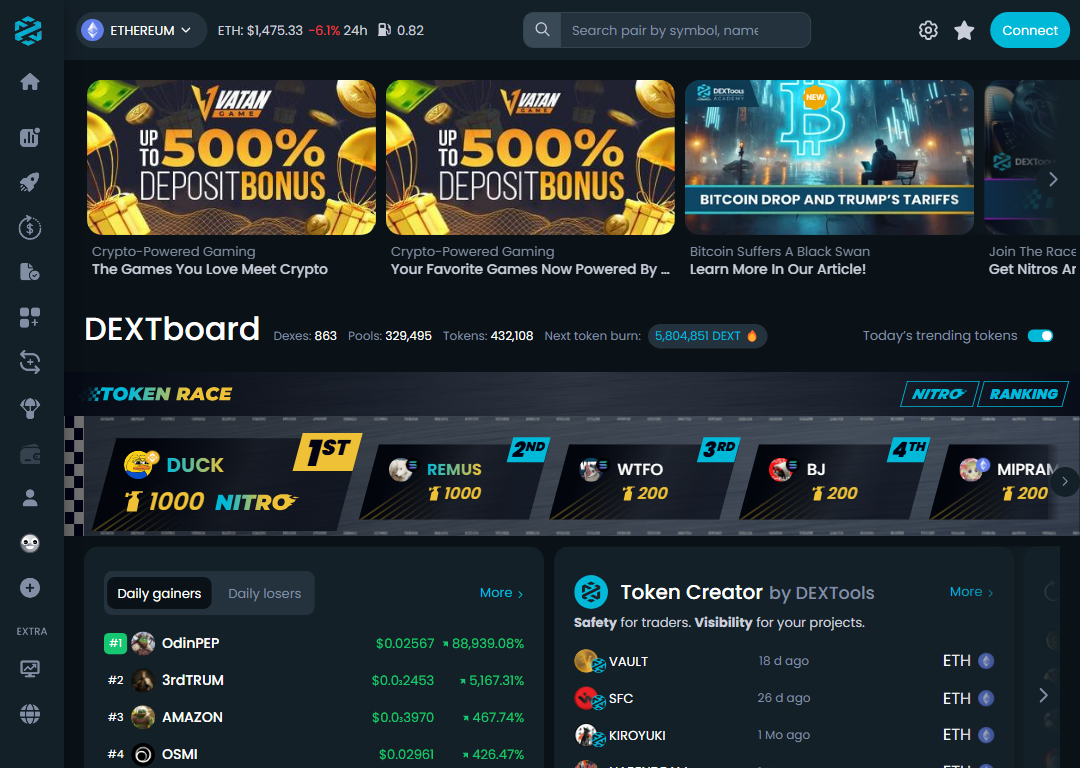 ETHEREUM
ETH: $1,475.33 -6.1% 24h 0.82
Search pair by symbol, name
Connect
VATAN
GAME
UP TO 500%
DEPOSIT BONUS
Crypto-Powered Gaming
The Games You Love Meet Crypto
VATAN
GAME
UP TO 500%
DEPOSIT BONUS
Crypto-Powered Gaming
Your Favorite Games Now Powered By ...
DEXTools
ACADEMY
NEW
BITCOIN DROP AND TRUMP'S TARIFFS
Bitcoin Suffers A Black Swan
Learn More In Our Article!
Join The Race
Get Nitros
DEXTboard
Dexes: 863 Pools: 329,495 Tokens: 432,108 Next token burn: 5,804,851 DEXT
Today's trending tokens
TOKEN RACE
NITRO
RANKING
1ST
DUCK
1000 NITRO
2ND
REMUS
1000
3RD
WTFO
200
4TH
BJ
200
MIPRAM
200
Daily gainers
Daily losers
More >
#1 OdinPEP $0.02567 88,939.08%
#2 3rdTRUM $0.0₅2453 5,167.31%
#3 AMAZON $0.0₃3970 467.74%
#4 OSMI $0.02961 426.47%
Token Creator by DEXTools
More >
Safety for traders. Visibility for your projects.
VAULT 18 d ago ETH
SFC 26 d ago ETH
KIROYUKI 1 Mo ago ETH
EXTRA